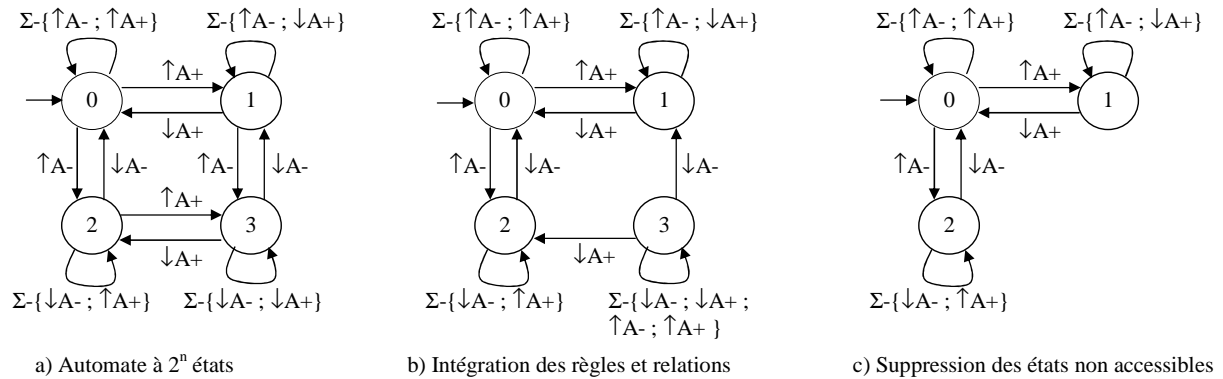 Σ-{↑A- ; ↑A+} Σ-{↑A- ; ↓A+} Σ-{↑A- ; ↑A+} Σ-{↑A- ; ↓A+} Σ-{↑A- ; ↑A+} Σ-{↑A- ; ↓A+}
↑A+ ↑A+ ↑A+
0 1 0 1 0 1
↓A+ ↓A+ ↓A+
↑A- ↓A- ↑A- ↓A- ↑A- ↓A- ↓A- ↑A- ↓A-
↑A+
2 3 2 3 2
↓A+ ↓A+
Σ-{↓A- ; ↑A+} Σ-{↓A- ; ↓A+} Σ-{↓A- ; ↑A+} Σ-{↓A- ; ↓A+ ; Σ-{↓A- ; ↑A+}
↑A- ; ↑A+ }
a) Automate à 2ⁿ états b) Intégration des règles et relations c) Suppression des états non accessibles